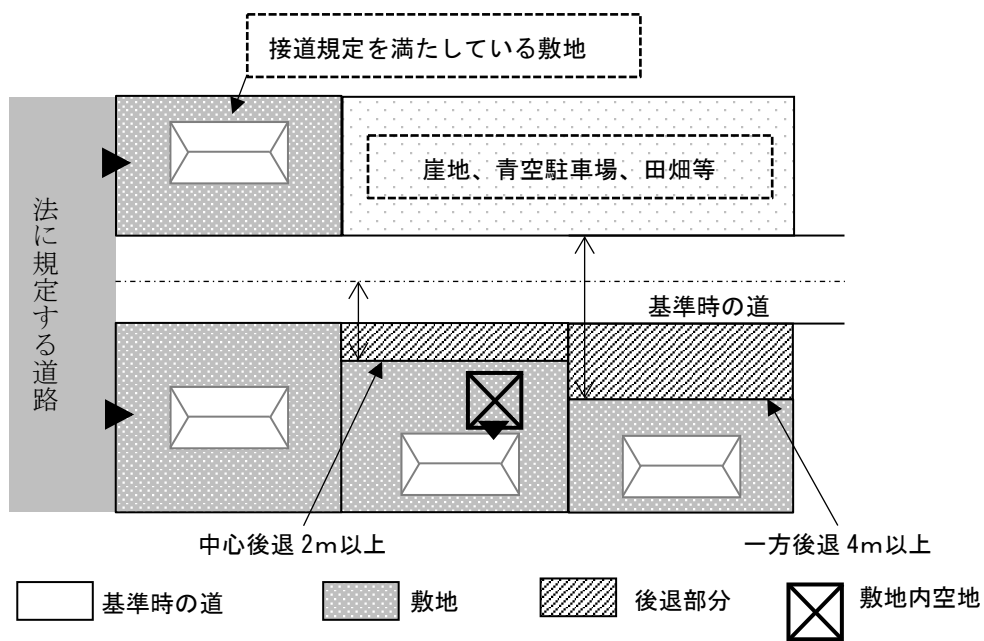 接道規定を満たしている敷地
崖地、青空駐車場、田畑等
法に規定する道路
基準時の道
中心後退 2m以上
一方後退 4m以上
基準時の道
敷地
後退部分
敷地内空地